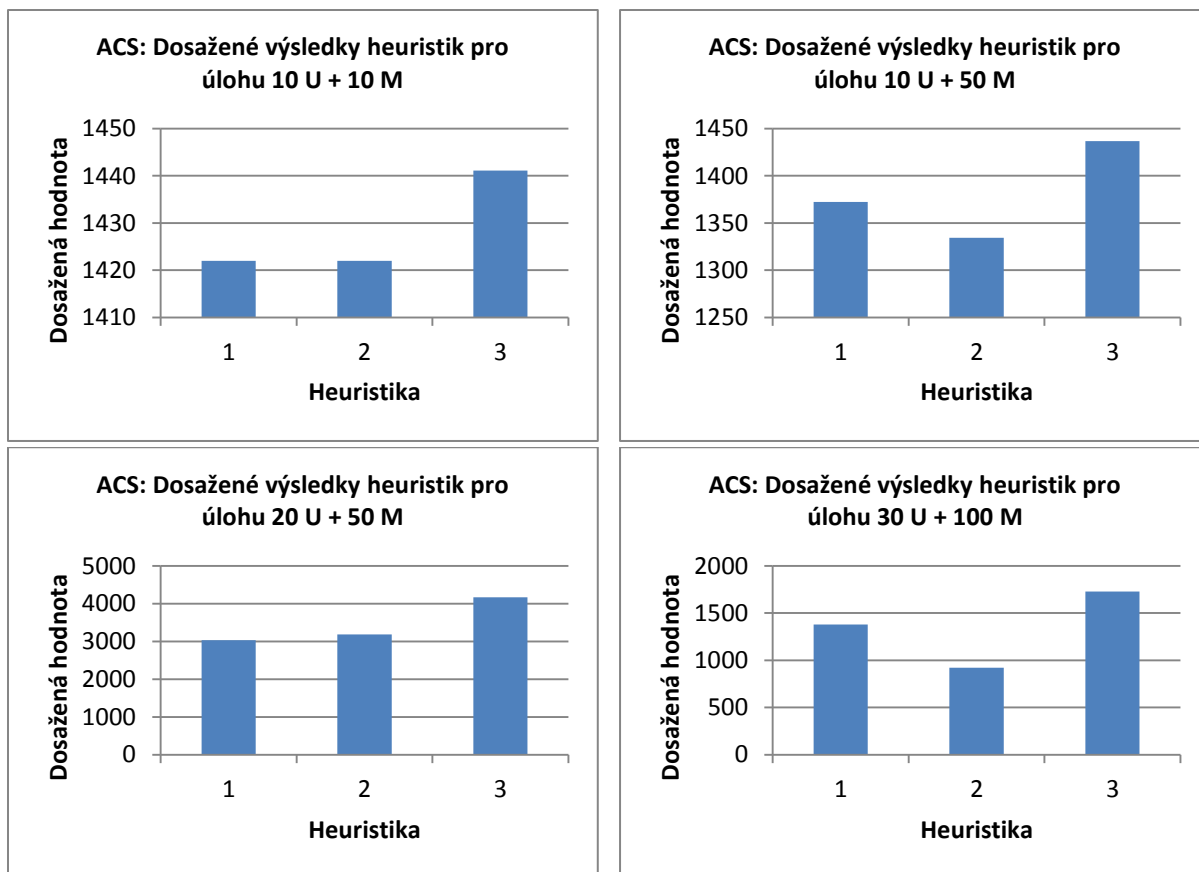 ACS: Dosažené výsledky heuristik pro
úlohu 10 U + 10 M
Dosažená hodnota
1450
1440
1430
1420
1410
1 2 3
Heuristika
ACS: Dosažené výsledky heuristik pro
úlohu 10 U + 50 M
Dosažená hodnota
1450
1400
1350
1300
1250
1 2 3
Heuristika
ACS: Dosažené výsledky heuristik pro
úlohu 20 U + 50 M
Dosažená hodnota
5000
4000
3000
2000
1000
0
1 2 3
Heuristika
ACS: Dosažené výsledky heuristik pro
úlohu 30 U + 100 M
Dosažená hodnota
2000
1500
1000
500
0
1 2 3
Heuristika